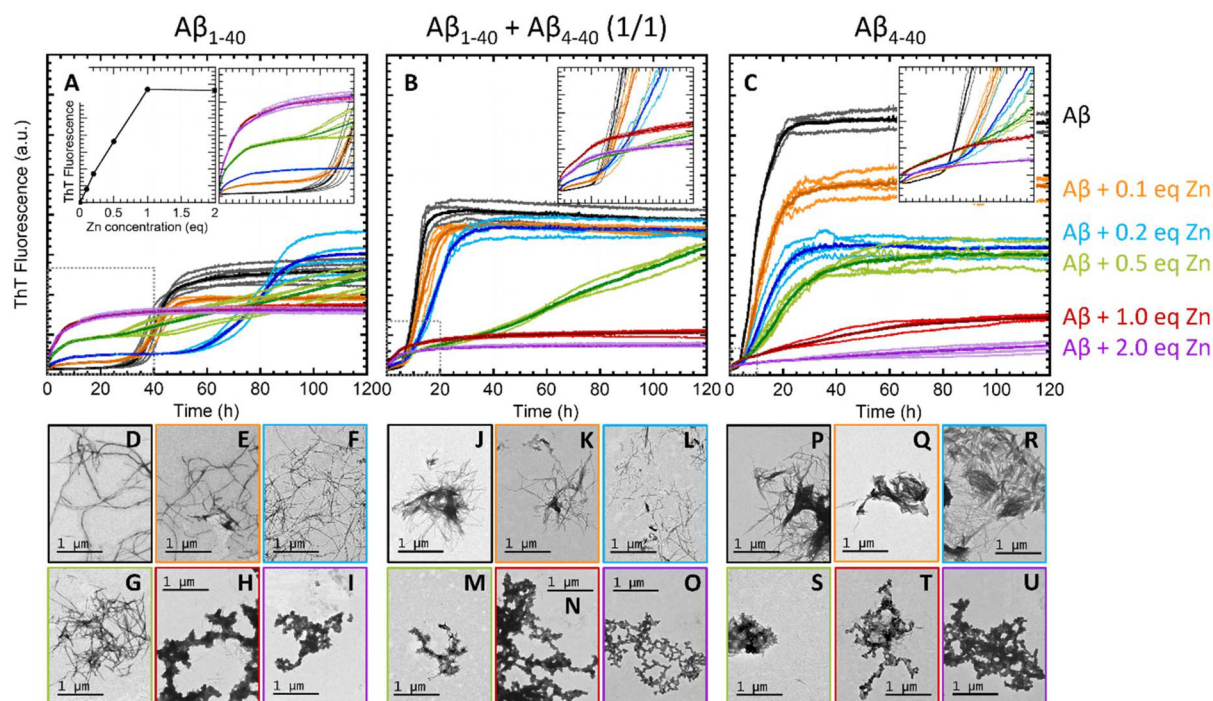 Aβ1-40
Aβ1-40 + Aβ4-40 (1/1)
Aβ4-40
ThT Fluorescence (a.u.)
A
ThT Fluorescence
0 0.5 1 2
Zn concentration (eq)
0 20 40 60 80 100 120
Time (h)
B
0 20 40 60 80 100 120
Time (h)
C
0 20 40 60 80 100 120
Time (h)
Aβ
Aβ + 0.1 eq Zn
Aβ + 0.2 eq Zn
Aβ + 0.5 eq Zn
Aβ + 1.0 eq Zn
Aβ + 2.0 eq Zn
D E F J K L P Q R
1 μm 1 μm 1 μm 1 μm 1 μm 1 μm 1 μm 1 μm 1 μm
G H I M N O S T U
1 μm 1 μm 1 μm 1 μm 1 μm 1 μm 1 μm 1 μm 1 μm